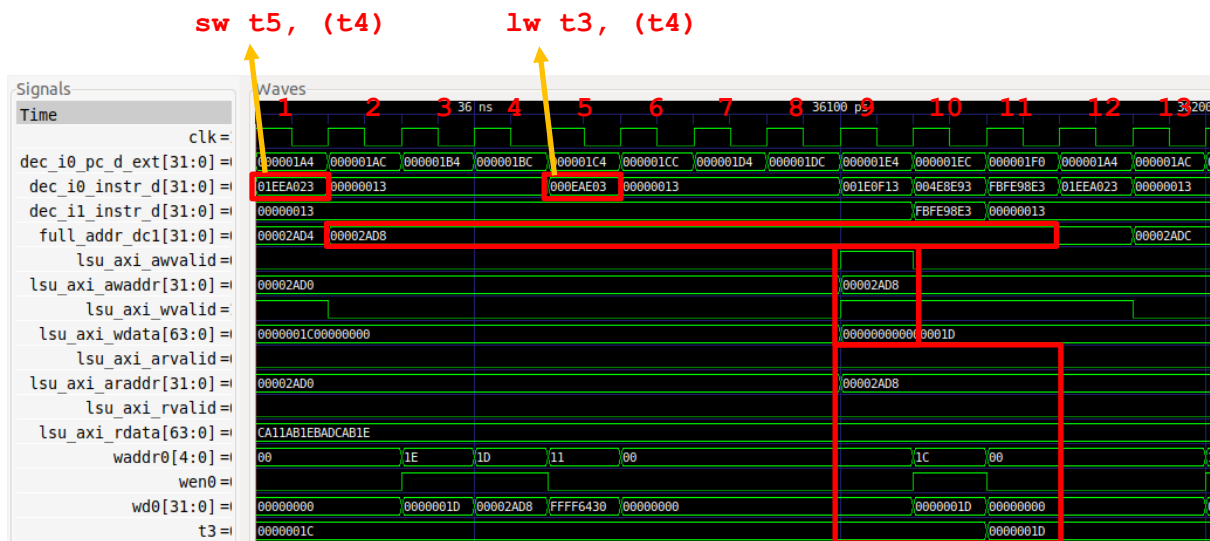 sw t5, (t4) lw t3, (t4)
Signals Waves
Time 1 2 3 36 ns 4 5 6 7 8 36100 ps 9 10 11 12 13 36200
clk=
dec_i0_pc_d_ext[31:0]= 000001A4 000001AC 000001B4 000001BC 000001C4 000001CC 000001D4 000001DC 000001E4 000001EC 000001F0 000001A4 000001AC
dec_i0_instr_d[31:0]= 01EEA023 00000013 000EAE03 00000013 001E0F13 004E8E93 FBFE98E3 01EEA023 00000013
dec_i1_instr_d[31:0]= 00000013 FBFE98E3 00000013
full_addr_dc1[31:0]= 00002AD4 00002AD8 00002ADC
lsu_axi_awvalid=
lsu_axi_awaddr[31:0]= 00002AD0 00002AD8
lsu_axi_wvalid=
lsu_axi_wdata[63:0]= 0000001C00000000 000000000000001D
lsu_axi_arvalid=
lsu_axi_araddr[31:0]= 00002AD0 00002AD8
lsu_axi_rvalid=
lsu_axi_rdata[63:0]= CA11AB1EBADCAB1E
waddr0[4:0]= 00 1E 1D 11 00 1C 00
wen0=
wd0[31:0]= 00000000 0000001D 00002AD8 FFFF6430 00000000 0000001D 00000000
t3= 0000001C 0000001D